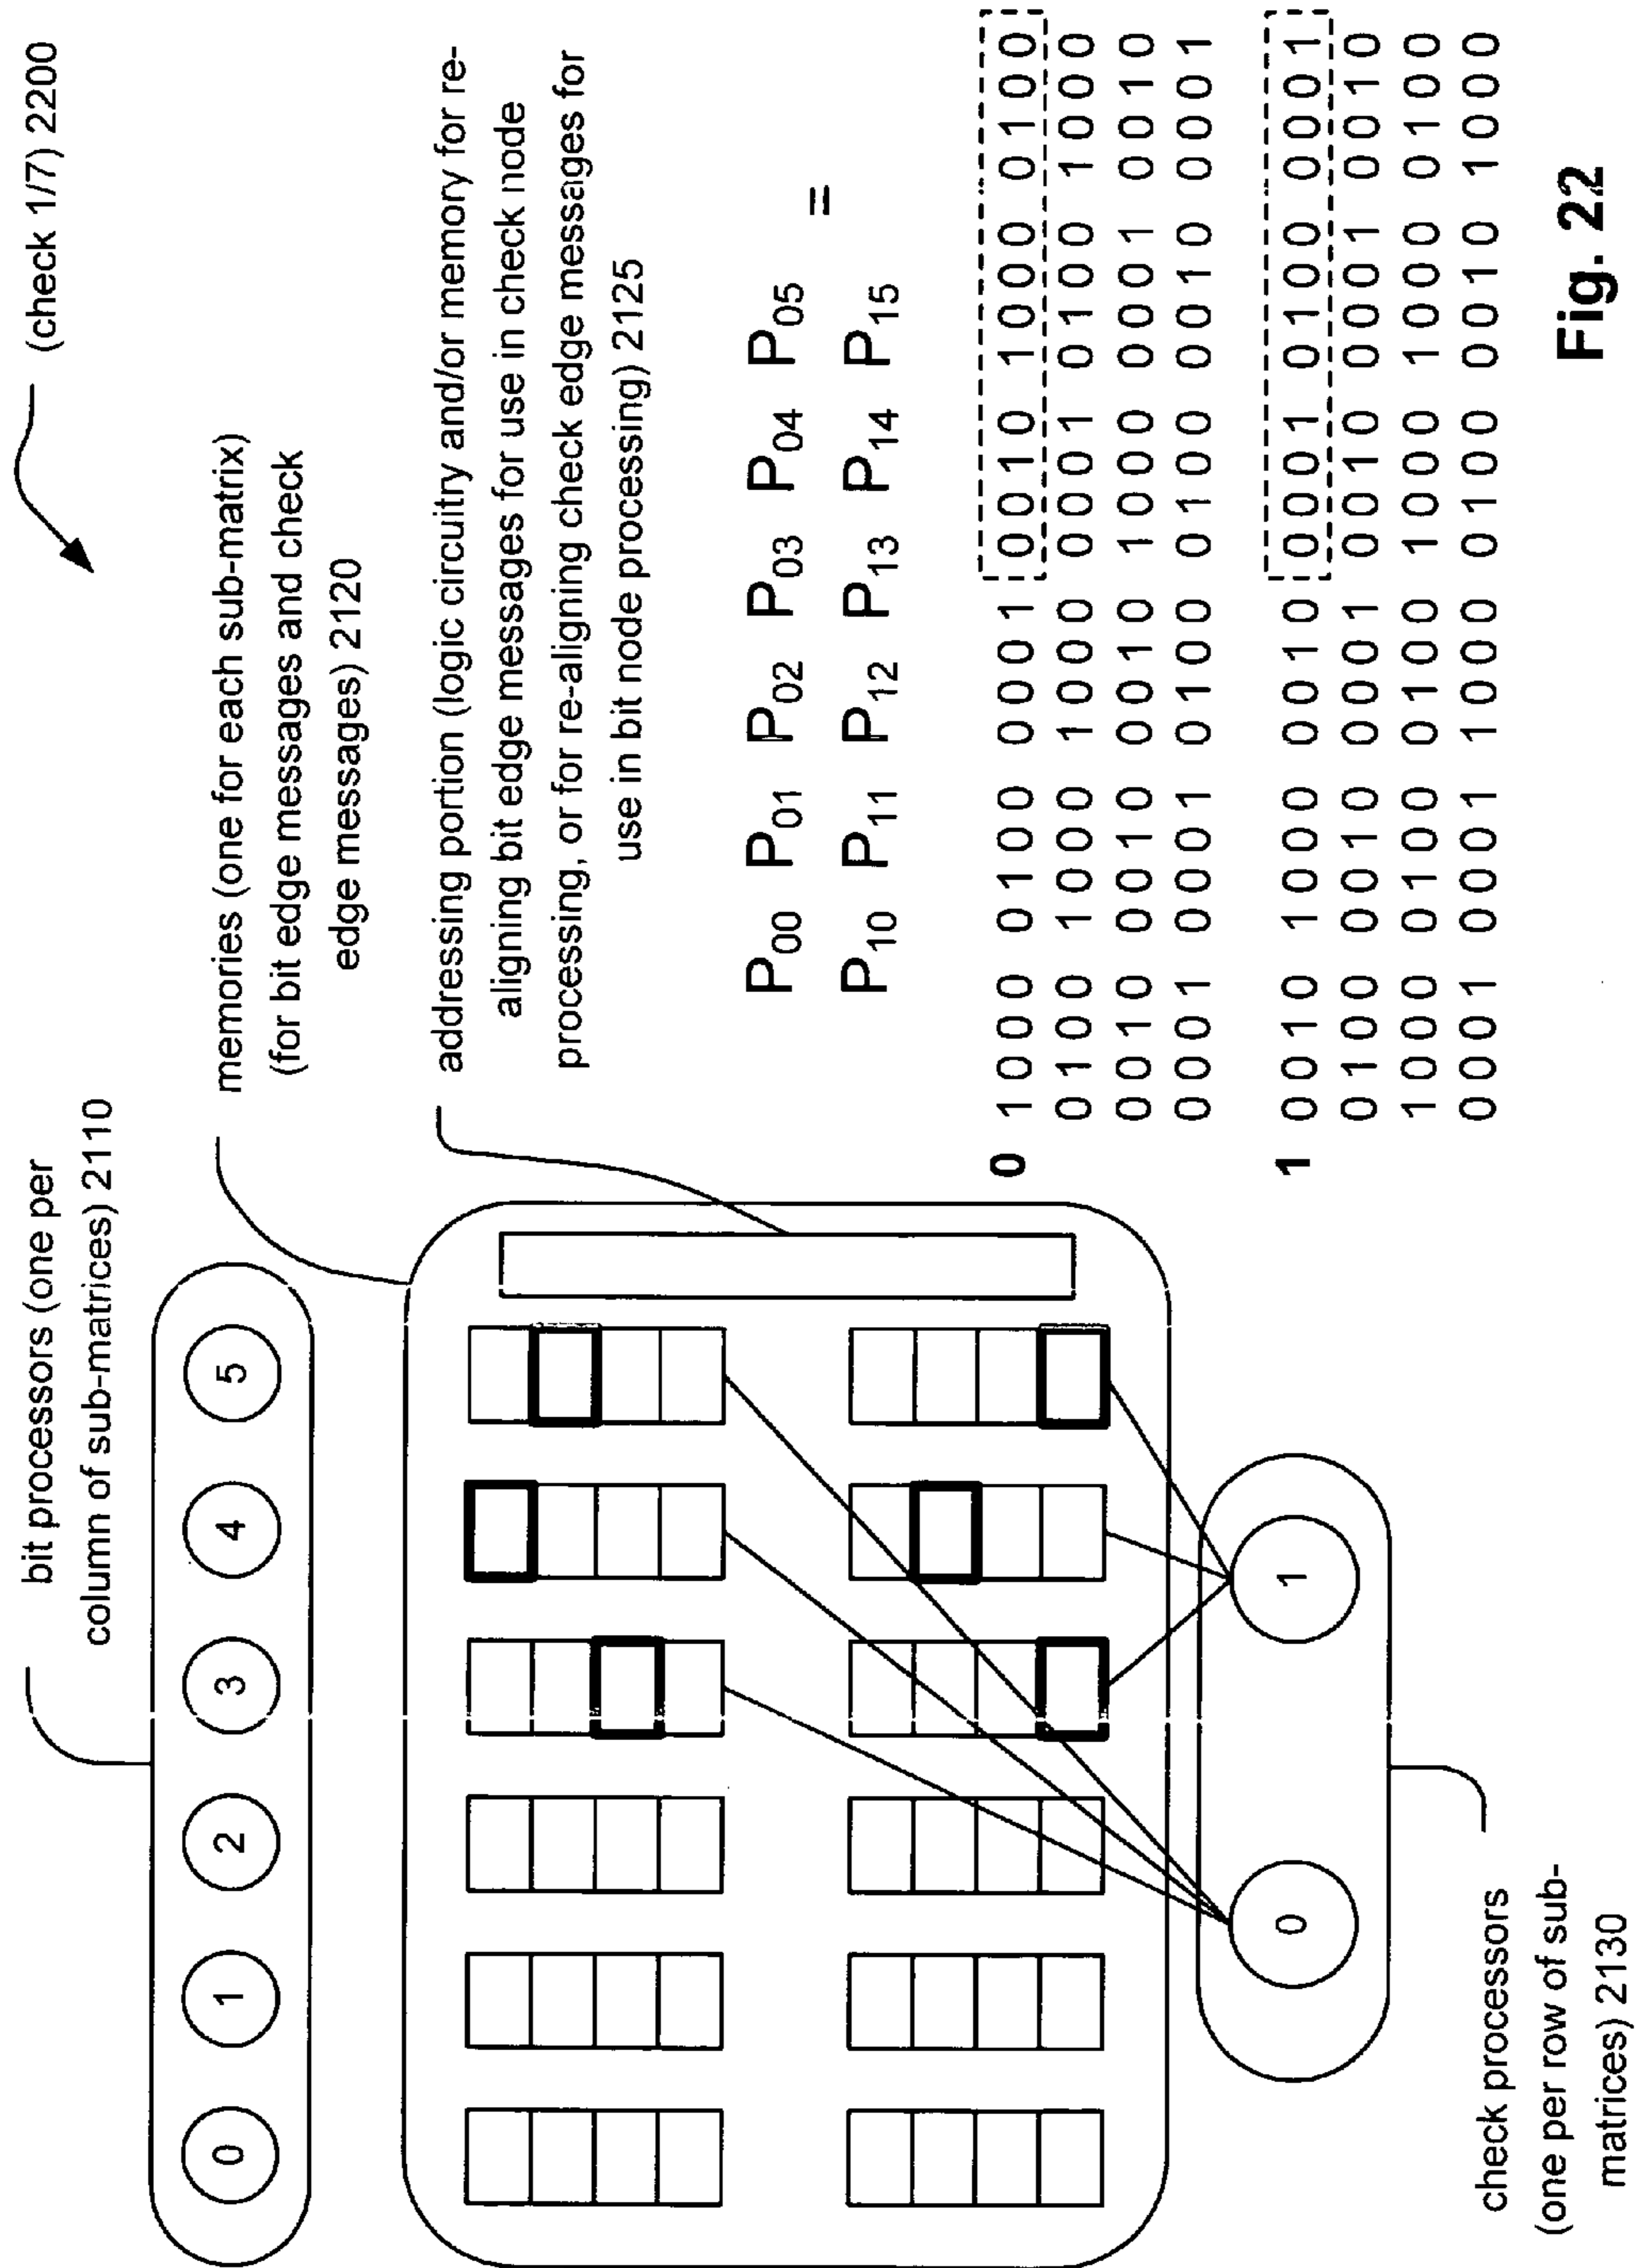 (check 1/7) 2200
bit processors (one per
column of sub-matrices) 2110
0 1 2 3 4 5
memories (one for each sub-matrix)
(for bit edge messages and check
edge messages) 2120
addressing portion (logic circuitry and/or memory for re-
aligning bit edge messages for use in check node
processing, or for re-aligning check edge messages for
use in bit node processing) 2125
P00 P01 P02 P03 P04 P05
P10 P11 P12 P13 P14 P15
=
0 1000 0100 0001 0010 1000 0100
0100 1000 1000 0001 0100 1000
0010 0010 0010 1000 0001 0010
0001 0001 0100 0100 0010 0001
1 0010 1000 0010 0001 0100 0001
0100 0010 0001 0010 0001 0010
1000 0100 0100 1000 1000 0100
0001 0001 1000 0100 0010 1000
0 1
check processors
(one per row of sub-
matrices) 2130
Fig. 22